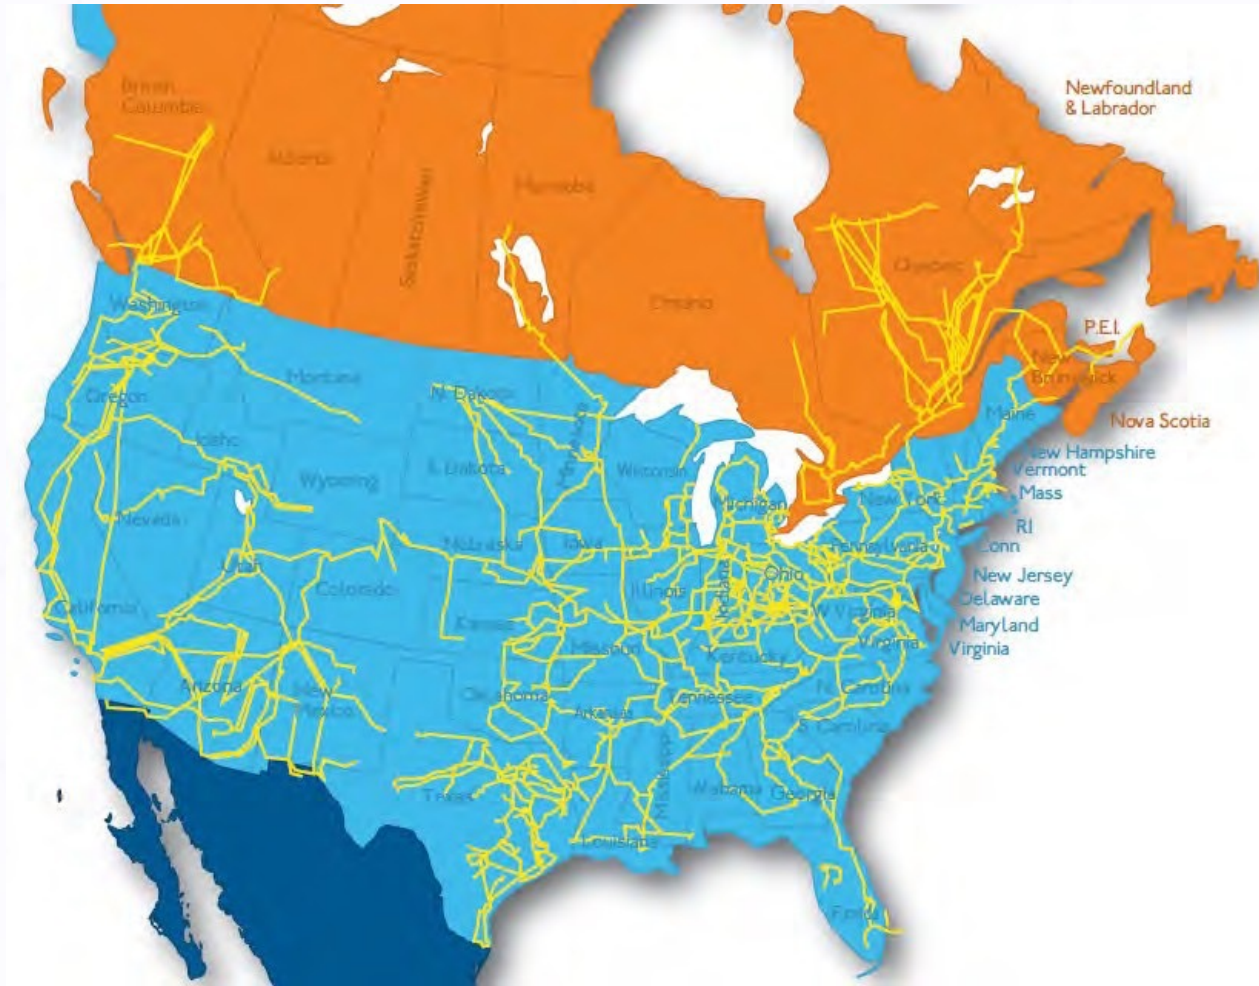 Newfoundland
& Labrador
British
Columbia
Alberta
Saskatchewan
Manitoba
Ontario
Quebec
P.E.I.
New
Brunswick
Nova Scotia
Washington
Montana
N. Dakota
Minnesota
Oregon
Idaho
Wyoming
S. Dakota
Wisconsin
Michigan
New York
Maine
New Hampshire
Vermont
Mass
RI
Conn
New Jersey
Delaware
Maryland
Virginia
Nevada
Utah
Colorado
Nebraska
Iowa
Illinois
Indiana
Ohio
Pennsylvania
W Virginia
Virginia
California
Kansas
Missouri
Kentucky
Arizona
New
Mexico
Oklahoma
Arkansas
Tennessee
N. Carolina
S. Carolina
Texas
Louisiana
Mississippi
Alabama
Georgia
Florida